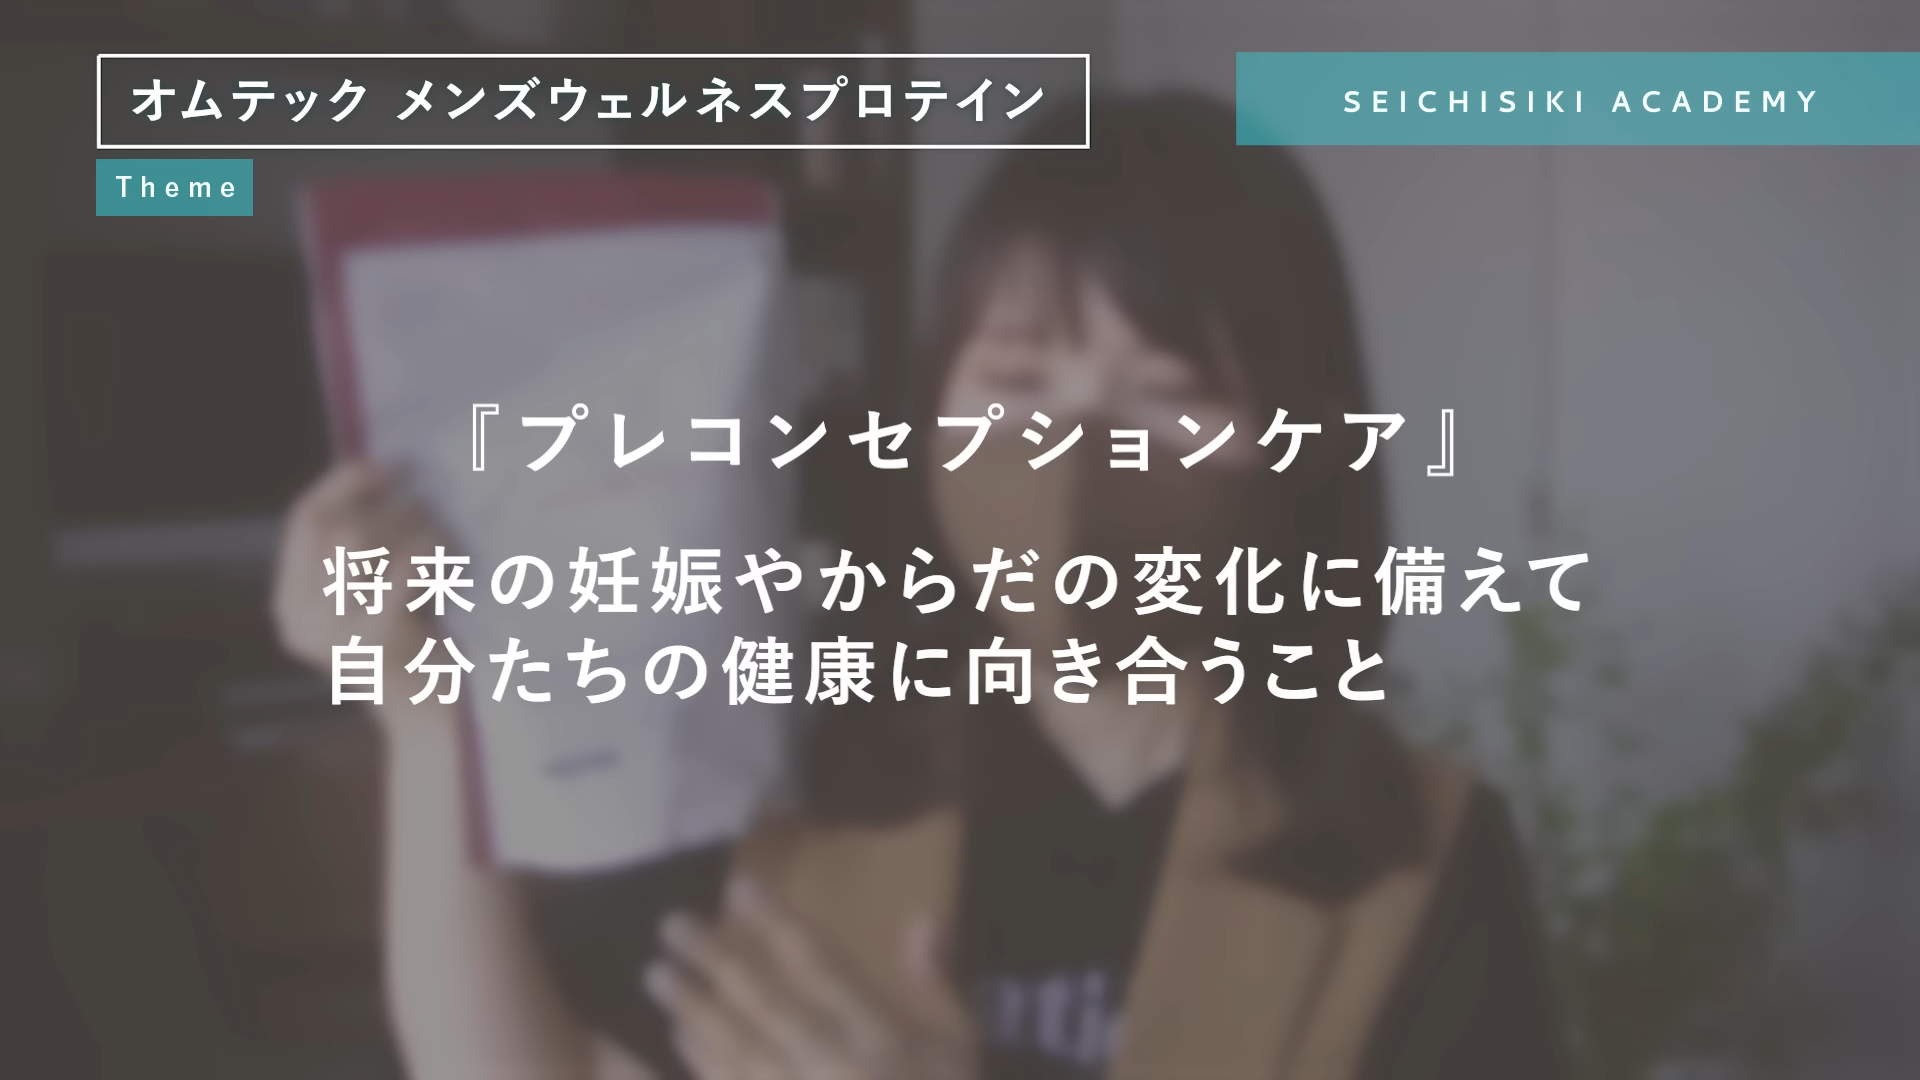 オムテック メンズウェルネスプロテイン
SEICHISIKI ACADEMY
Theme
『プレコンセプションケア』
将来の妊娠やからだの変化に備えて
自分たちの健康に向き合うこと